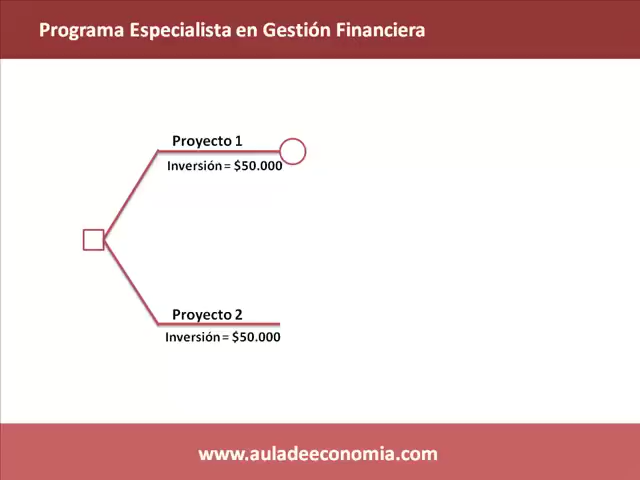 Programa Especialista en Gestión Financiera
Proyecto 1
Inversión = $50.000
Proyecto 2
Inversión = $50.000
www.auladeeconomia.com